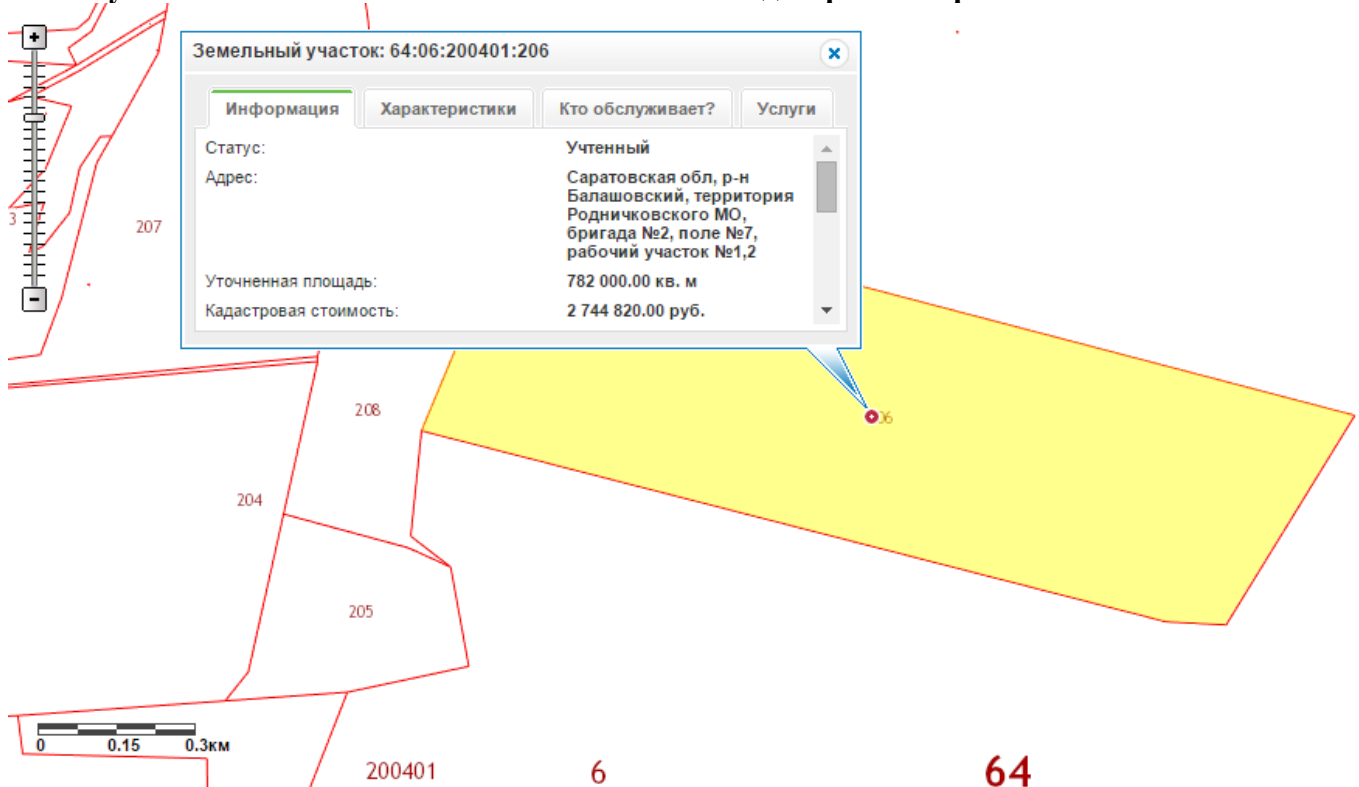 +
Земельный участок: 64:06:200401:206
Информация Характеристики Кто обслуживает? Услуги
Статус: Учтенный
Адрес: Саратовская обл, р-н
Балашовский, территория
Родничковского МО,
бригада №2, поле №7,
рабочий участок №1,2
Уточненная площадь: 782 000.00 кв. м
Кадастровая стоимость: 2 744 820.00 руб.
3
207
-
208
06
204
205
0 0.15 0.3км
200401 6 64